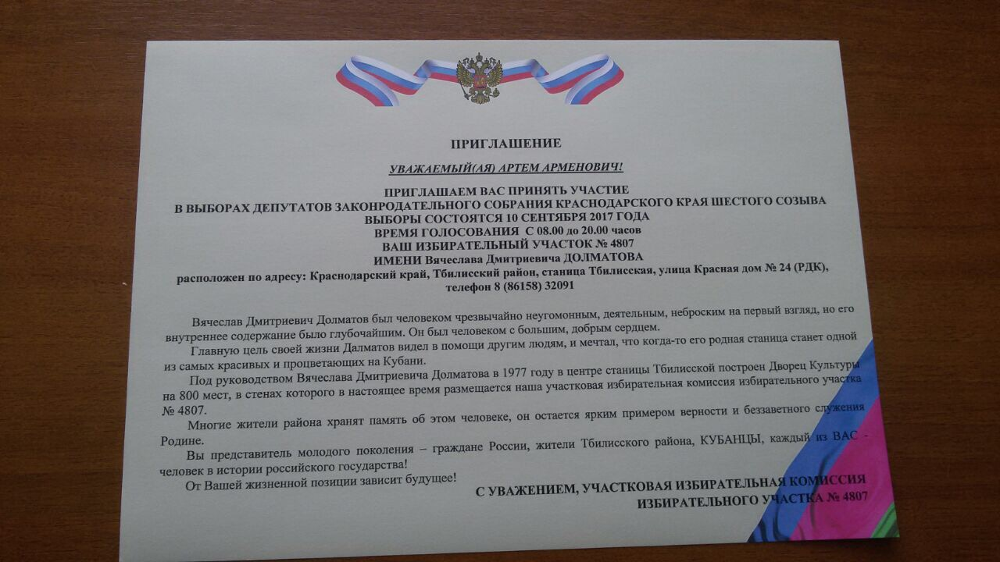 ПРИГЛАШЕНИЕ
УВАЖАЕМЫЙ(АЯ) АРТЕМ АРМЕНОВИЧ!
ПРИГЛАШАЕМ ВАС ПРИНЯТЬ УЧАСТИЕ
В ВЫБОРАХ ДЕПУТАТОВ ЗАКОНРОДАТЕЛЬНОГО СОБРАНИЯ КРАСНОДАРСКОГО КРАЯ ШЕСТОГО СОЗЫВА
ВЫБОРЫ СОСТОЯТСЯ 10 СЕНТЯБРЯ 2017 ГОДА
ВРЕМЯ ГОЛОСОВАНИЯ С 08.00 до 20.00 часов
ВАШ ИЗБИРАТЕЛЬНЫЙ УЧАСТОК № 4807
ИМЕНИ Вячеслава Дмитриевича ДОЛМАТОВА
расположен по адресу: Краснодарский край, Тбилисский район, станица Тбилисская, улица Красная дом № 24 (РДК),
телефон 8 (86158) 32091
Вячеслав Дмитриевич Долматов был человеком чрезвычайно неугомонным, деятельным, неброским на первый взгляд, но его
внутреннее содержание было глубочайшим. Он был человеком с большим, добрым сердцем.
Главную цель своей жизни Далматов видел в помощи другим людям, и мечтал, что когда-то его родная станица станет одной
из самых красивых и процветающих на Кубани.
Под руководством Вячеслава Дмитриевича Долматова в 1977 году в центре станицы Тбилисской построен Дворец Культуры
на 800 мест, в стенах которого в настоящее время размещается наша участковая избирательная комиссия избирательного участка
№ 4807.
Многие жители района хранят память об этом человеке, он остается ярким примером верности и беззаветного служения
Родине.
Вы представитель молодого поколения – граждане России, жители Тбилисского района, КУБАНЦЫ, каждый из ВАС -
человек в истории российского государства!
От Вашей жизненной позиции зависит будущее!
С УВАЖЕНИЕМ, УЧАСТКОВАЯ ИЗБИРАТЕЛЬНАЯ КОМИССИЯ
ИЗБИРАТЕЛЬНОГО УЧАСТКА № 4807